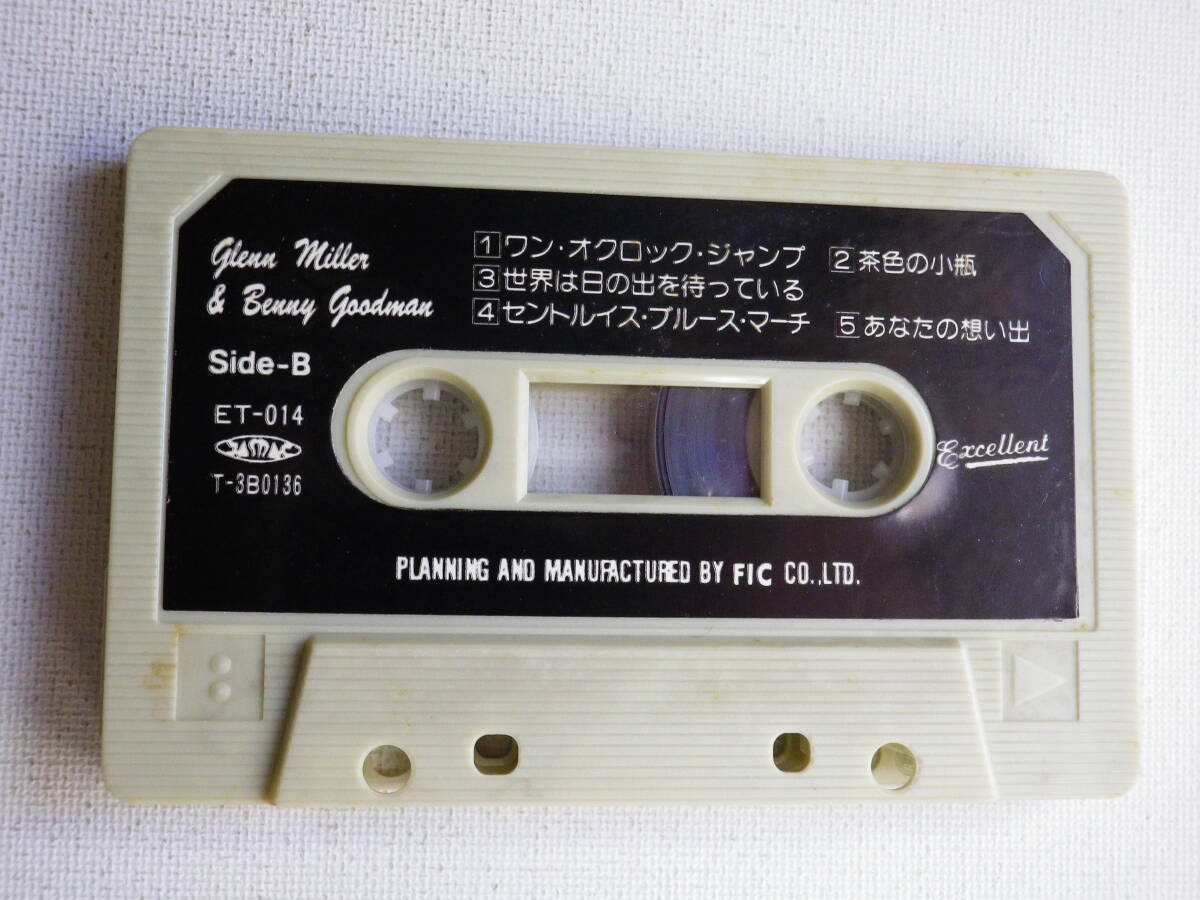 Glenn Miller
& Benny Goodman
Side-B
ET-014
JASRAC
T-3B0136
1 ワン・オクロック・ジャンプ 2 茶色の小瓶
3 世界は日の出を待っている
4 セントルイス・ブルース・マーチ 5 あなたの想い出
Excellent
PLANNING AND MANUFACTURED BY FIC CO.,LTD.